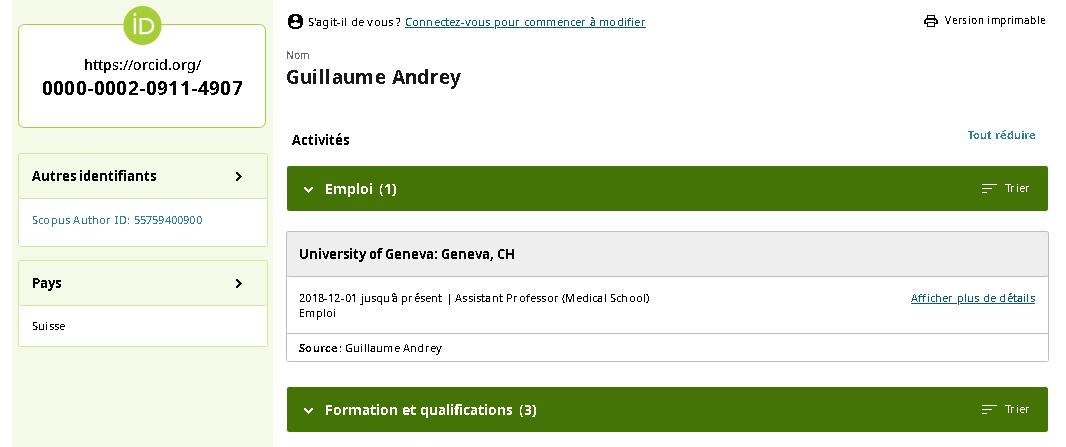 iD
https://orcid.org/
0000-0002-0911-4907
Autres identifiants
Scopus Author ID: 55759400900
Pays
Suisse
S'agit-il de vous ? Connectez-vous pour commencer à modifier
Version imprimable
Nom
Guillaume Andrey
Activités
Tout réduire
Emploi (1)
Trier
University of Geneva: Geneva, CH
2018-12-01 jusqu'à présent | Assistant Professor (Medical School)
Afficher plus de détails
Emploi
Source: Guillaume Andrey
Formation et qualifications (3)
Trier